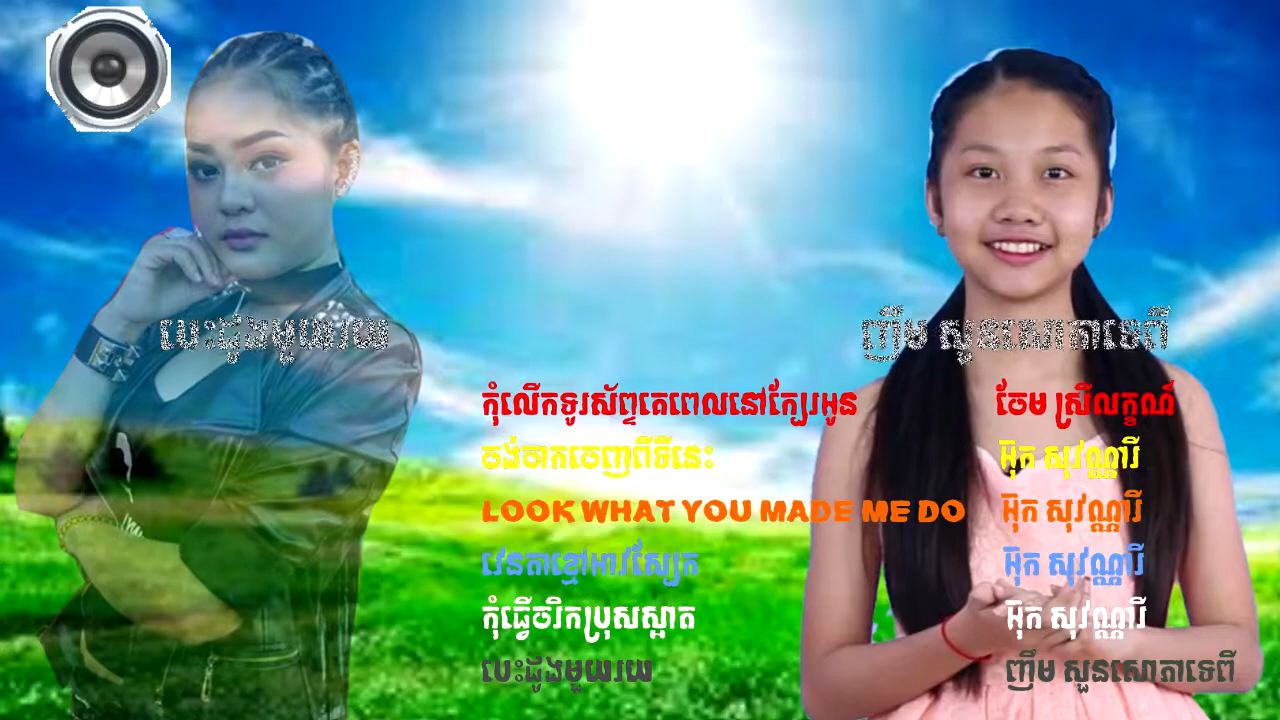 បេះដូងមួយរយ ញឹម សួនសោភាទេពី
កុំលើកទូរស័ព្ទគេពេលនៅក្បែរអូន ចែម ស្រីលក្ខណ៍
ចង់ចាកចេញពីទីនេះ អ៊ុក សុវណ្ណារី
LOOK WHAT YOU MADE ME DO អ៊ុក សុវណ្ណារី
វេនតាខ្មៅអាវស្បែក អ៊ុក សុវណ្ណារី
កុំធ្វើចរិកប្រុសស្អាត អ៊ុក សុវណ្ណារី
បេះដូងមួយរយ ញឹម សួនសោភាទេពី